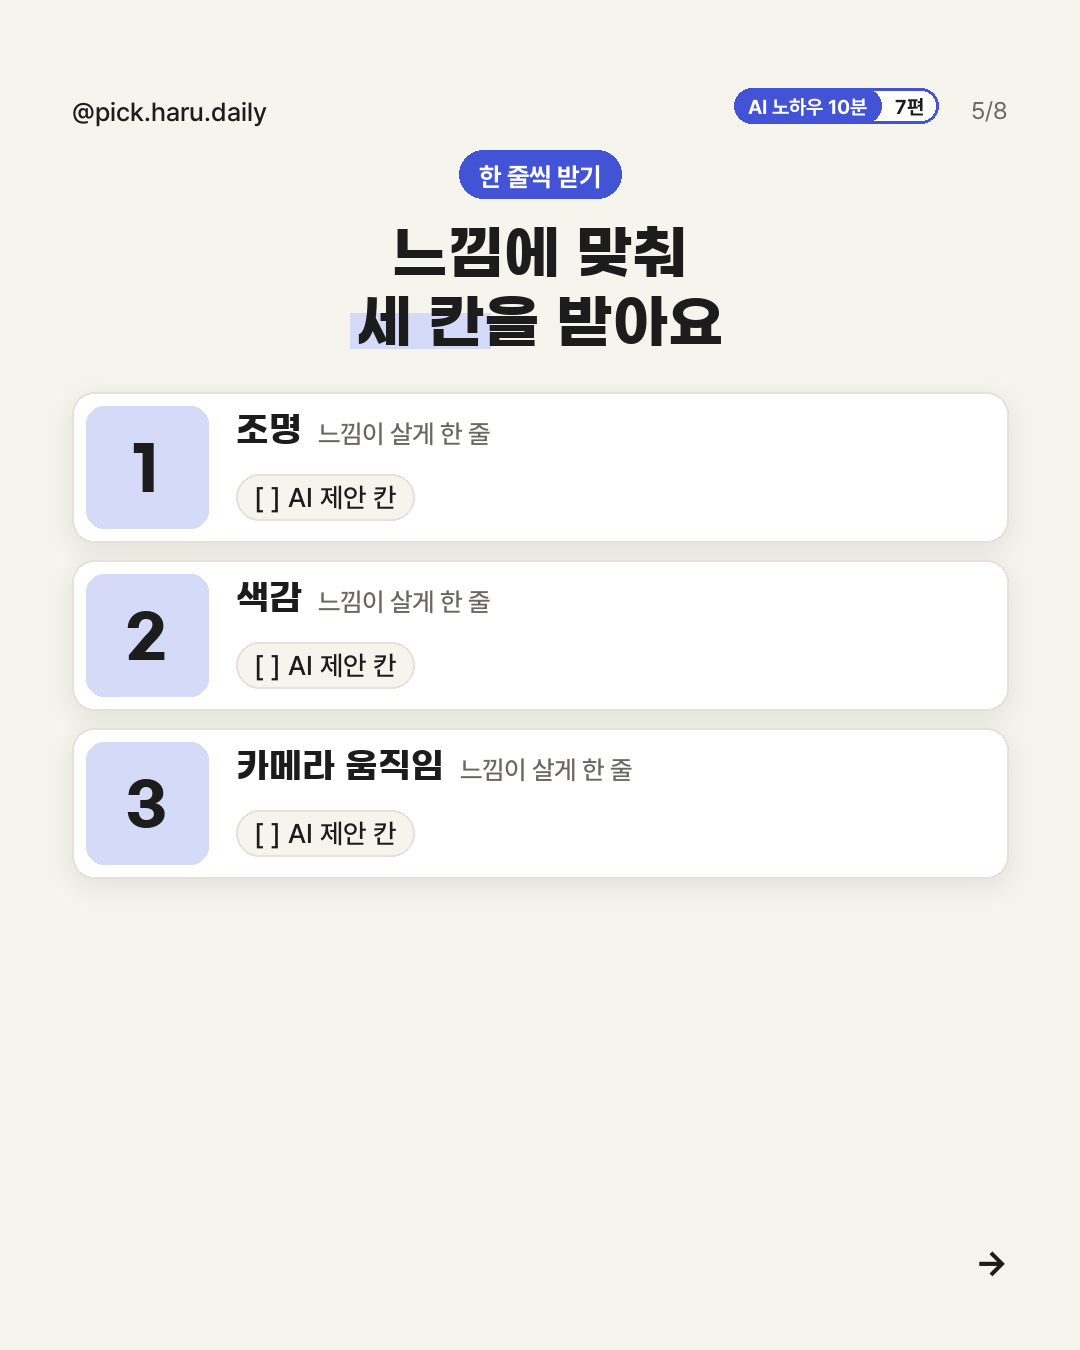 @pick.haru.daily
AI 노하우 10분 7편 5/8
한 줄씩 받기
느낌에 맞춰
세 칸을 받아요
1
조명 느낌이 살게 한 줄
[ ] AI 제안 칸
2
색감 느낌이 살게 한 줄
[ ] AI 제안 칸
3
카메라 움직임 느낌이 살게 한 줄
[ ] AI 제안 칸
→